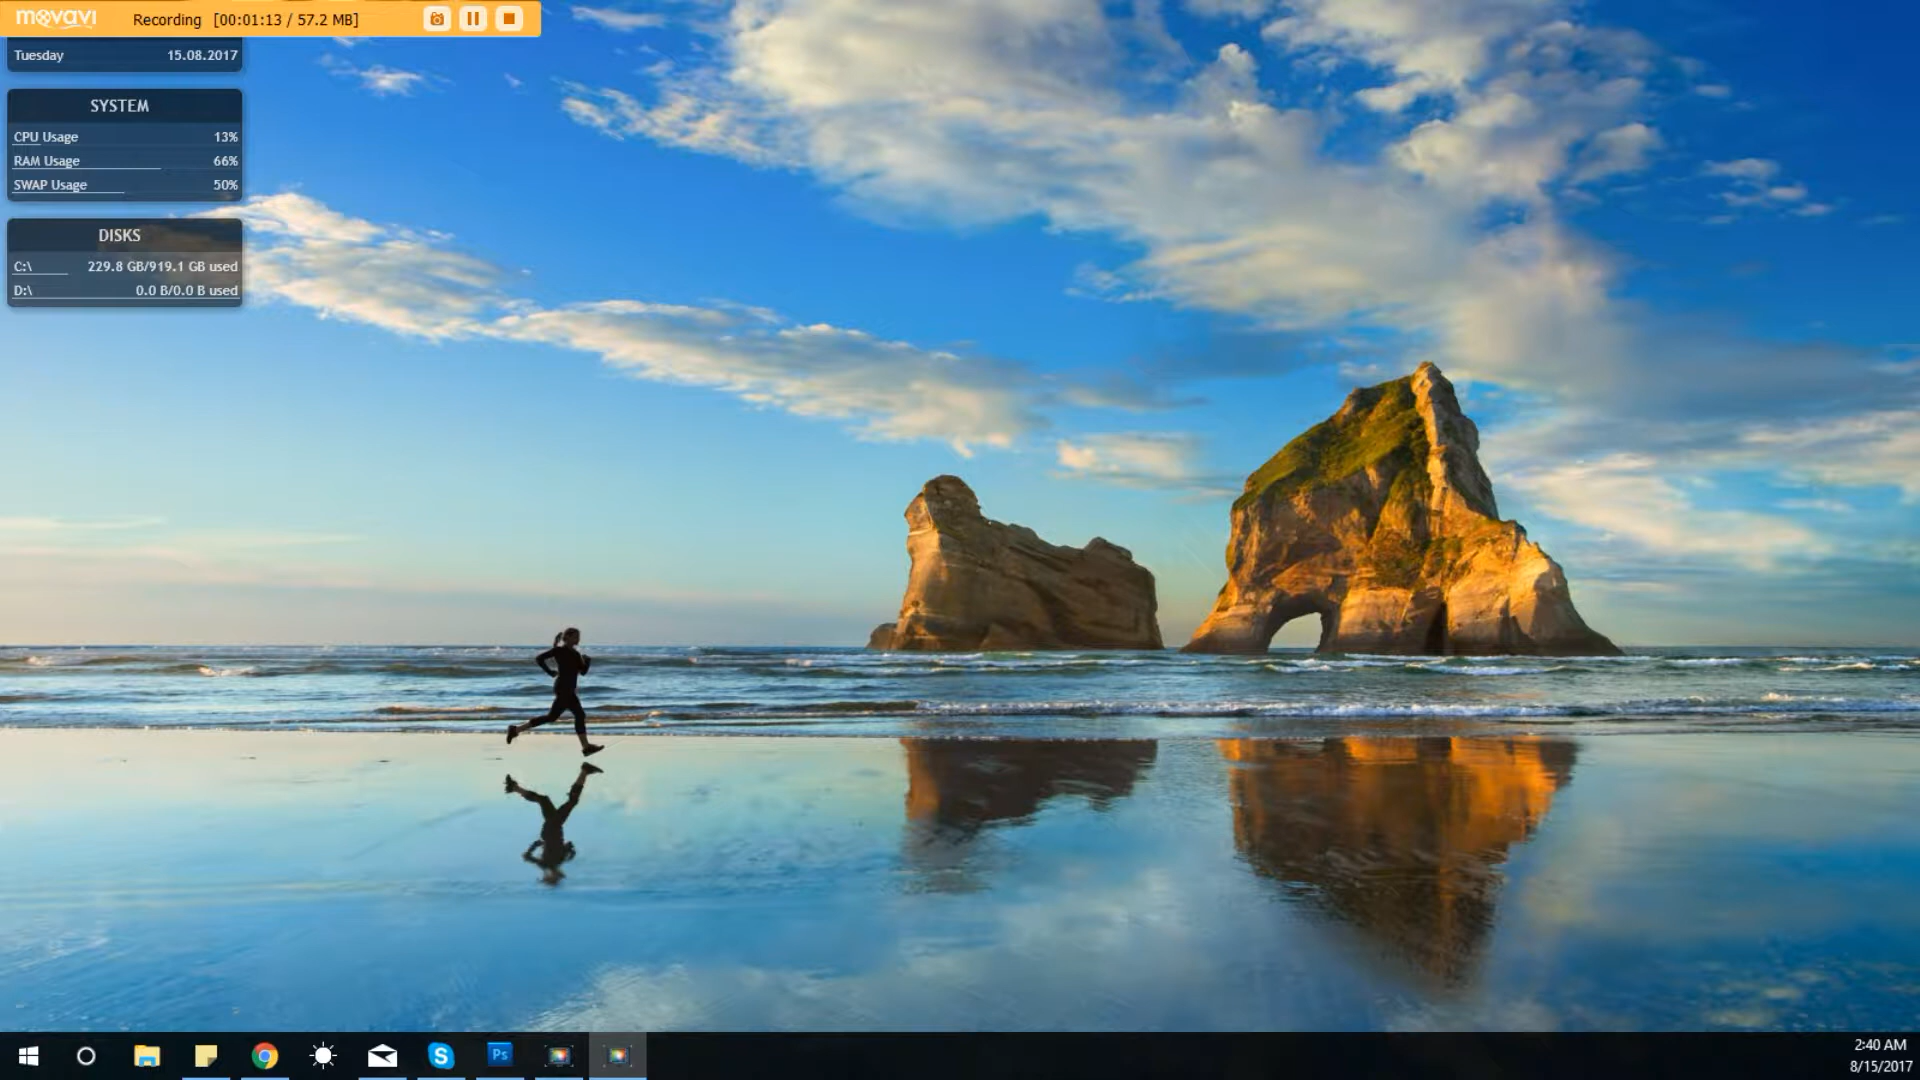 movavi Recording [00:01:13 / 57.2 MB]
Tuesday 15.08.2017
SYSTEM
CPU Usage 13%
RAM Usage 66%
SWAP Usage 50%
DISKS
C:\ 229.8 GB/919.1 GB used
D:\ 0.0 B/0.0 B used
S Ps 2:40 AM
8/15/2017